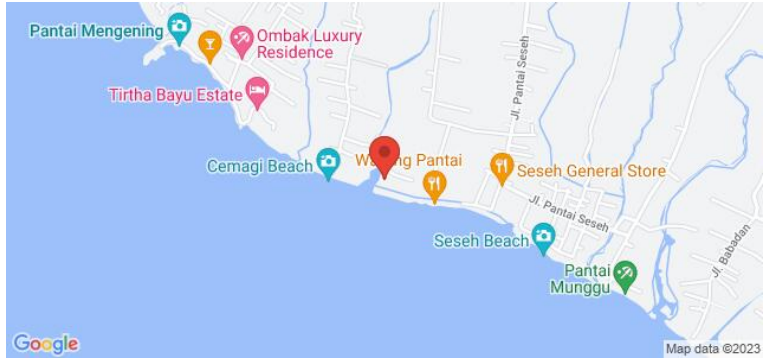 Pantai Mengening
Ombak Luxury
Residence
Tirtha Bayu Estate
Cemagi Beach
Pantai
Seseh General Store
Jl. Pantai Seseh
Jl. Pantai Seseh
Seseh Beach
Pantai
Munggu
Jl. Babadan
Google
Map data ©2023